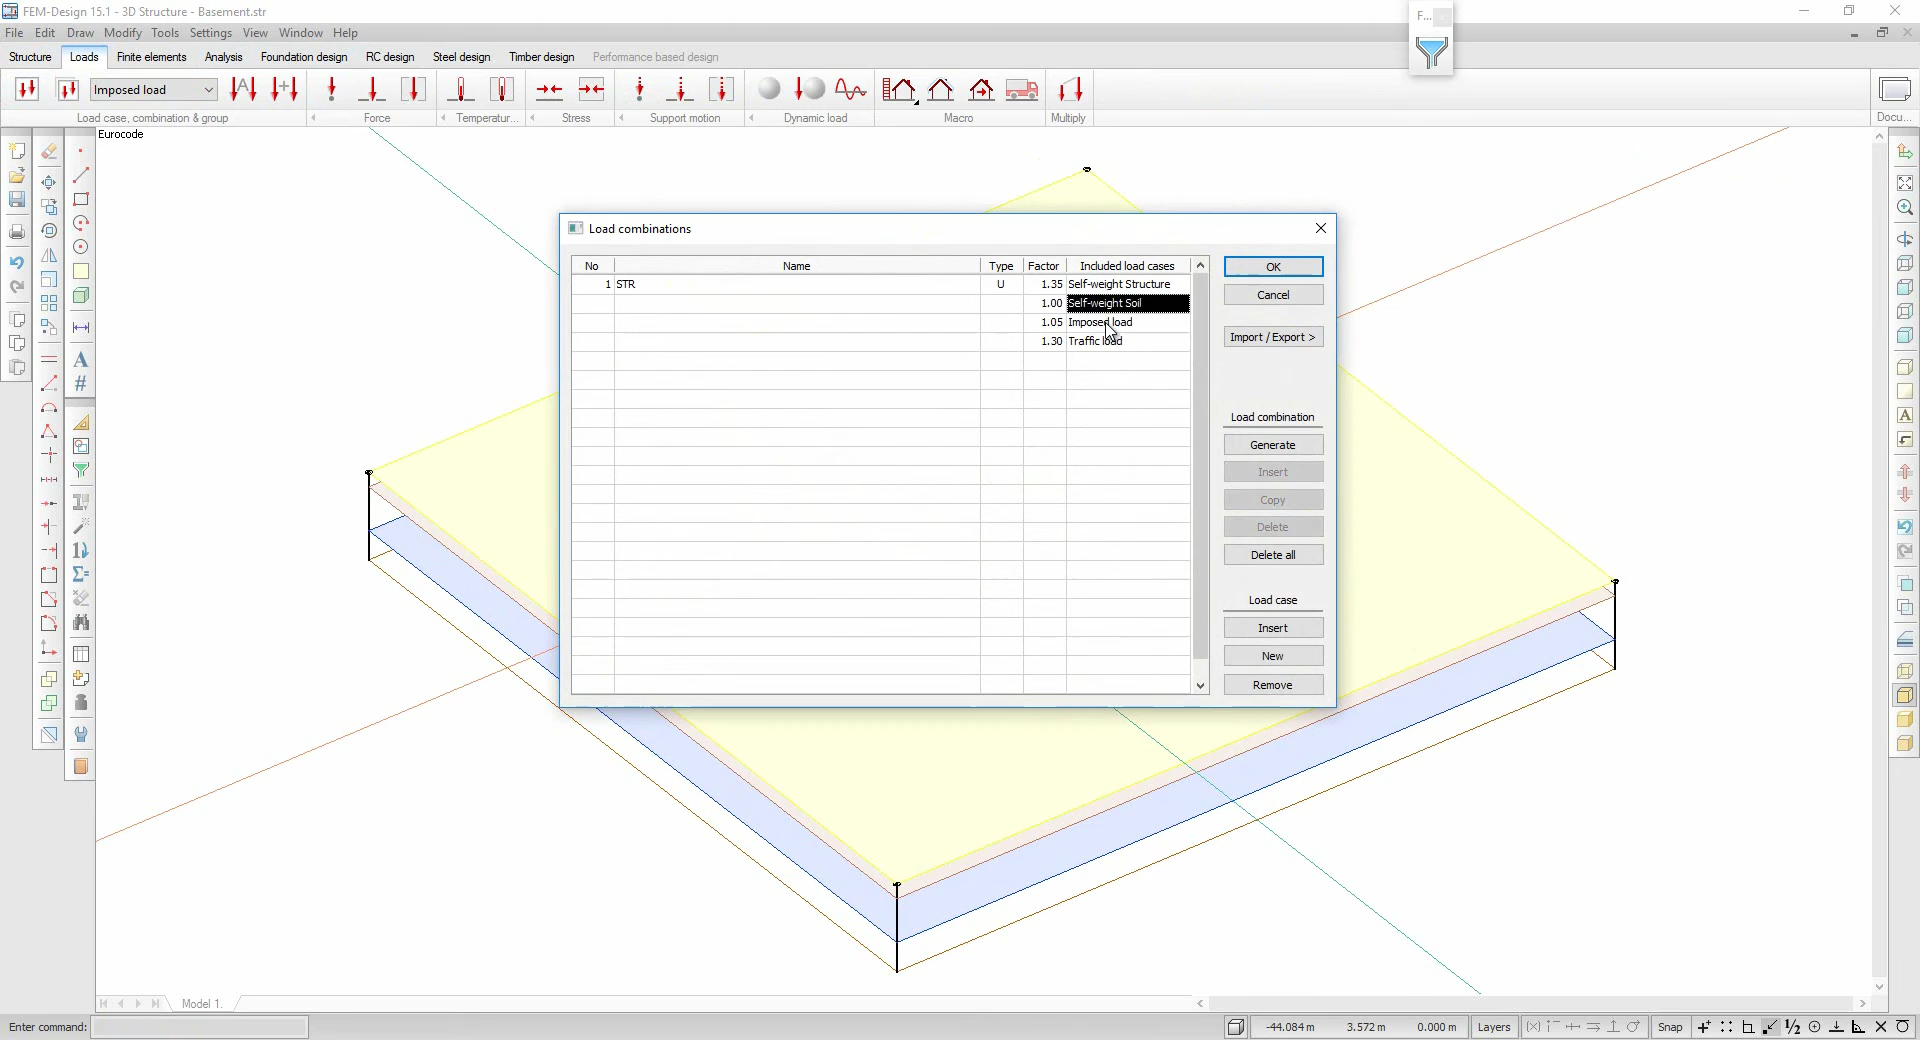 FEM-Design 15.1 - 3D Structure - Basement.str
F...
File Edit Draw Modify Tools Settings View Window Help
Structure Loads Finite elements Analysis Foundation design RC design Steel design Timber design Performance based design
Imposed load
Load case, combination & group Force Temperatur... Stress Support motion Dynamic load Macro Multiply Docu...
Eurocode
Load combinations
No Name Type Factor Included load cases
1 STR U 1.35 Self-weight Structure
1.00 Self-weight Soil
1.05 Imposed load
1.30 Traffic load
OK
Cancel
Import / Export >
Load combination
Generate
Insert
Copy
Delete
Delete all
Load case
Insert
New
Remove
Model 1.
Enter command: -44.084 m 3.572 m 0.000 m Layers Snap 1/2